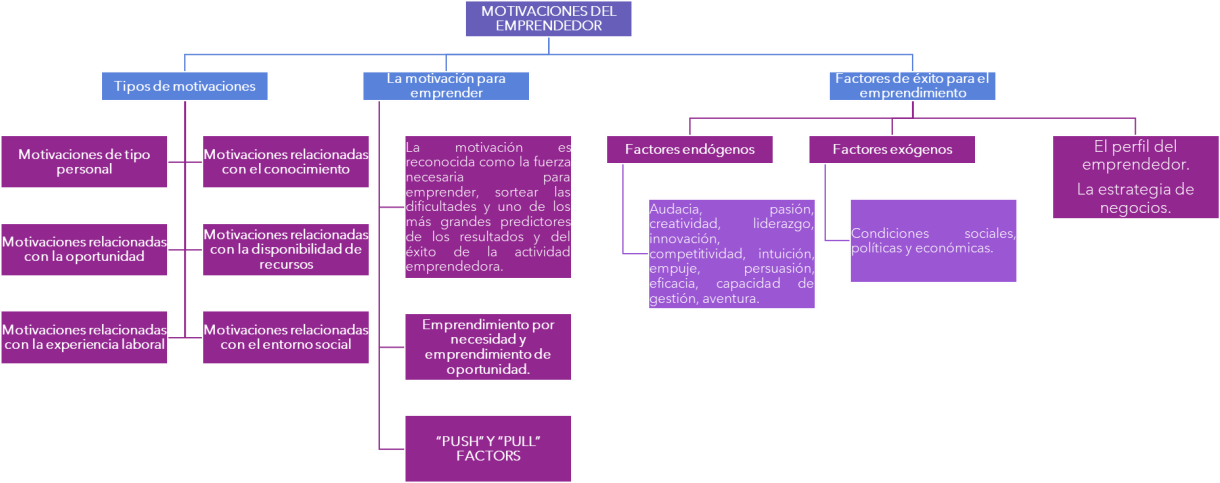 MOTIVACIONES DEL
EMPRENDEDOR
Tipos de motivaciones
Motivaciones de tipo
personal
Motivaciones relacionadas
con el conocimiento
Motivaciones relacionadas
con la oportunidad
Motivaciones relacionadas
con la disponibilidad de
recursos
Motivaciones relacionadas
con la experiencia laboral
Motivaciones relacionadas
con el entorno social
La motivación para
emprender
La motivación es
reconocida como la fuerza
necesaria para
emprender, sortear las
dificultades y uno de los
más grandes predictores
de los resultados y del
éxito de la actividad
emprendedora.
Emprendimiento por
necesidad y
emprendimiento de
oportunidad.
“PUSH” Y “PULL”
FACTORS
Factores de éxito para el
emprendimiento
Factores endógenos
Audacia, pasión,
creatividad, liderazgo,
innovación,
competitividad, intuición,
empuje, persuasión,
eficacia, capacidad de
gestión, aventura.
Factores exógenos
Condiciones sociales,
políticas y económicas.
El perfil del
emprendedor.
La estrategia de
negocios.